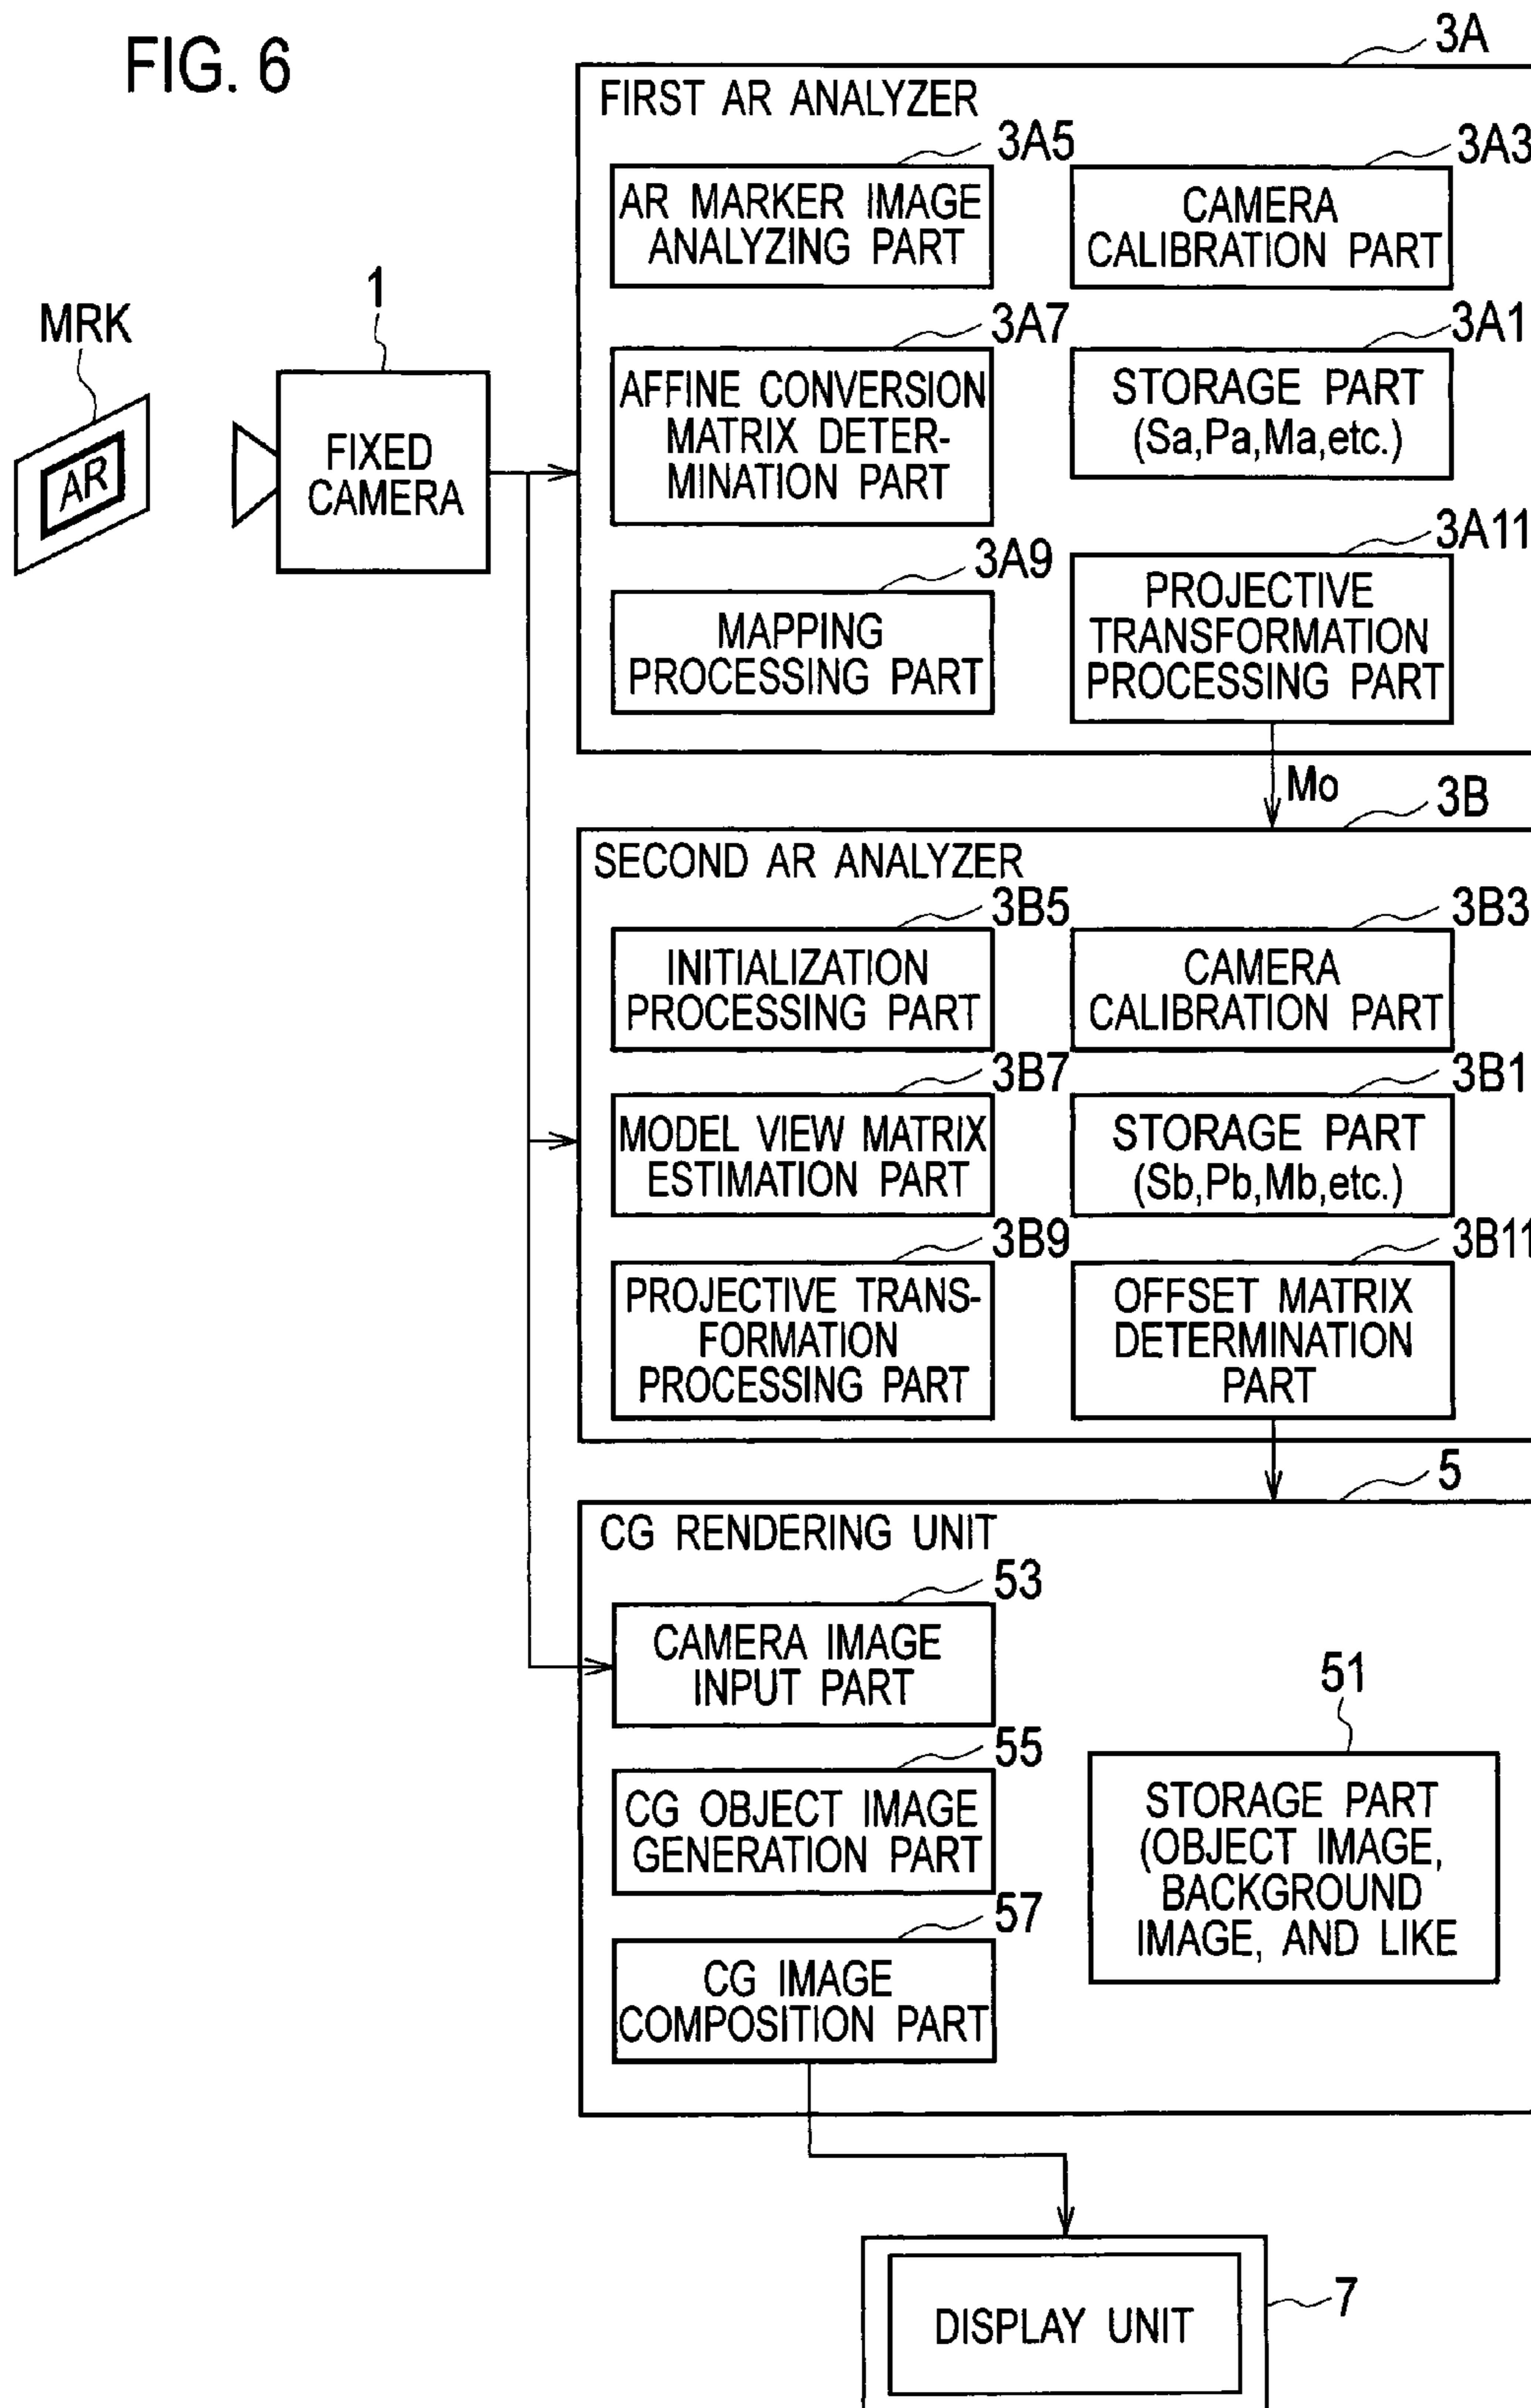 FIG. 6
3A
FIRST AR ANALYZER
3A5
AR MARKER IMAGE
ANALYZING PART
3A3
CAMERA
CALIBRATION PART
MRK
AR
1
FIXED
CAMERA
3A7
AFFINE CONVERSION
MATRIX DETER-
MINATION PART
3A1
STORAGE PART
(Sa,Pa,Ma,etc.)
3A9
MAPPING
PROCESSING PART
3A11
PROJECTIVE
TRANSFORMATION
PROCESSING PART
Mo
3B
SECOND AR ANALYZER
3B5
INITIALIZATION
PROCESSING PART
3B3
CAMERA
CALIBRATION PART
3B7
MODEL VIEW MATRIX
ESTIMATION PART
3B1
STORAGE PART
(Sb,Pb,Mb,etc.)
3B9
PROJECTIVE TRANS-
FORMATION
PROCESSING PART
3B11
OFFSET MATRIX
DETERMINATION
PART
5
CG RENDERING UNIT
53
CAMERA IMAGE
INPUT PART
55
CG OBJECT IMAGE
GENERATION PART
51
STORAGE PART
(OBJECT IMAGE,
BACKGROUND
IMAGE, AND LIKE
57
CG IMAGE
COMPOSITION PART
DISPLAY UNIT
7